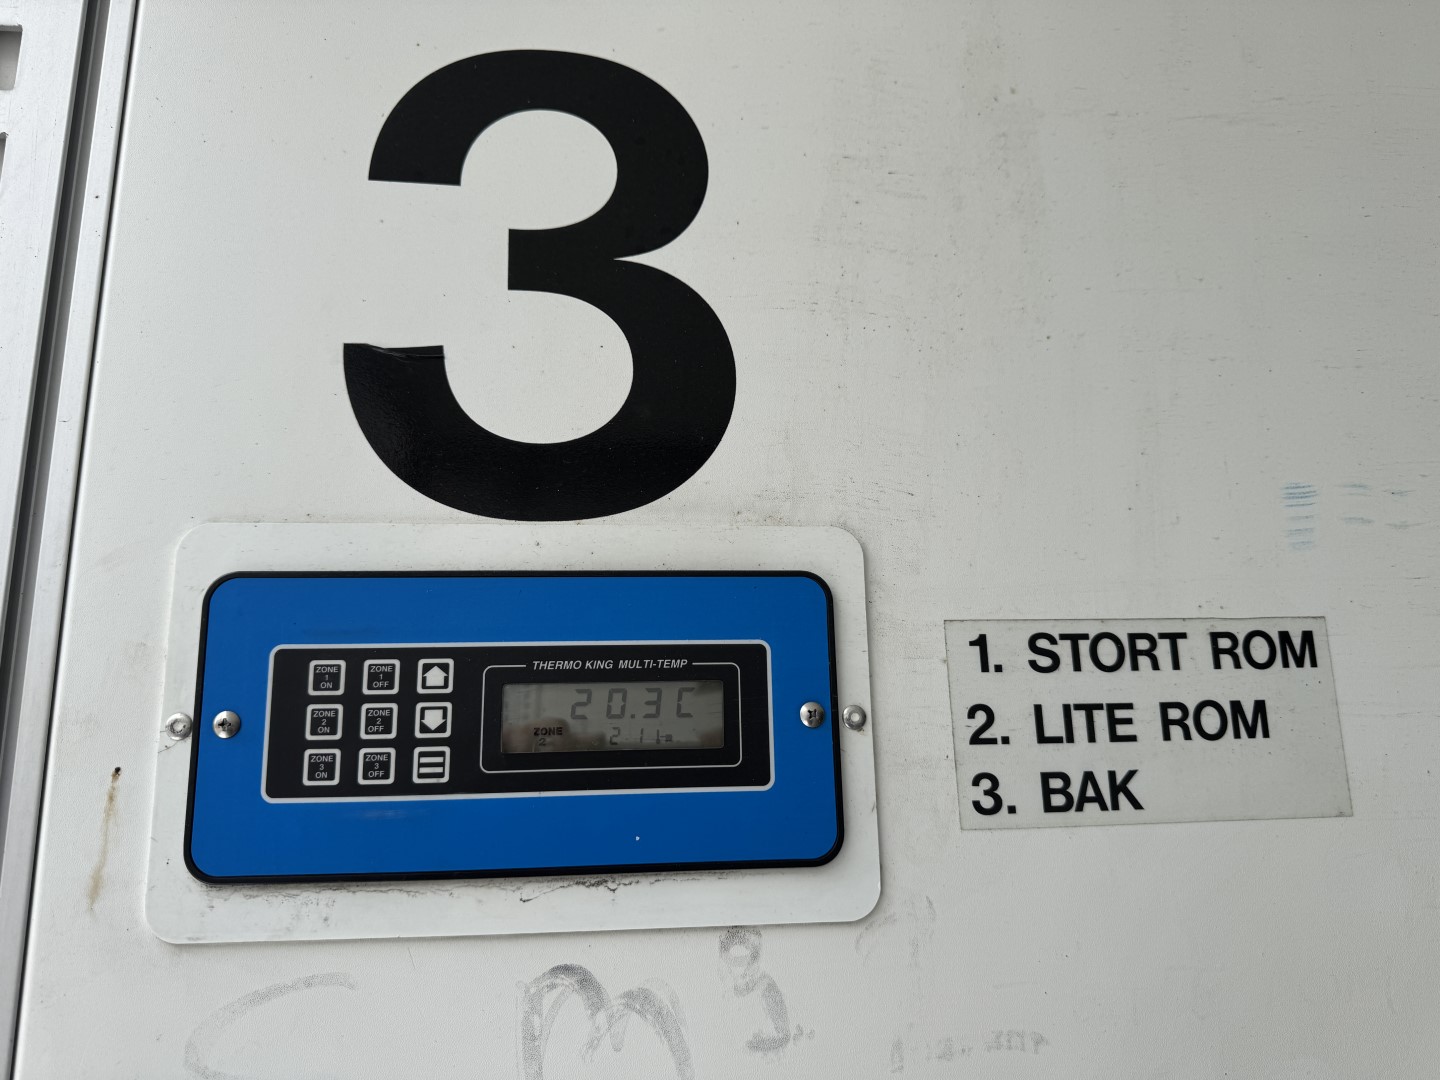 3
THERMO KING MULTI-TEMP
ZONE 1 ON
ZONE 1 OFF
20.3C
ZONE 2 ON
ZONE 2 OFF
ZONE
2
ZONE 3 ON
ZONE 3 OFF
1. STORT ROM
2. LITE ROM
3. BAK